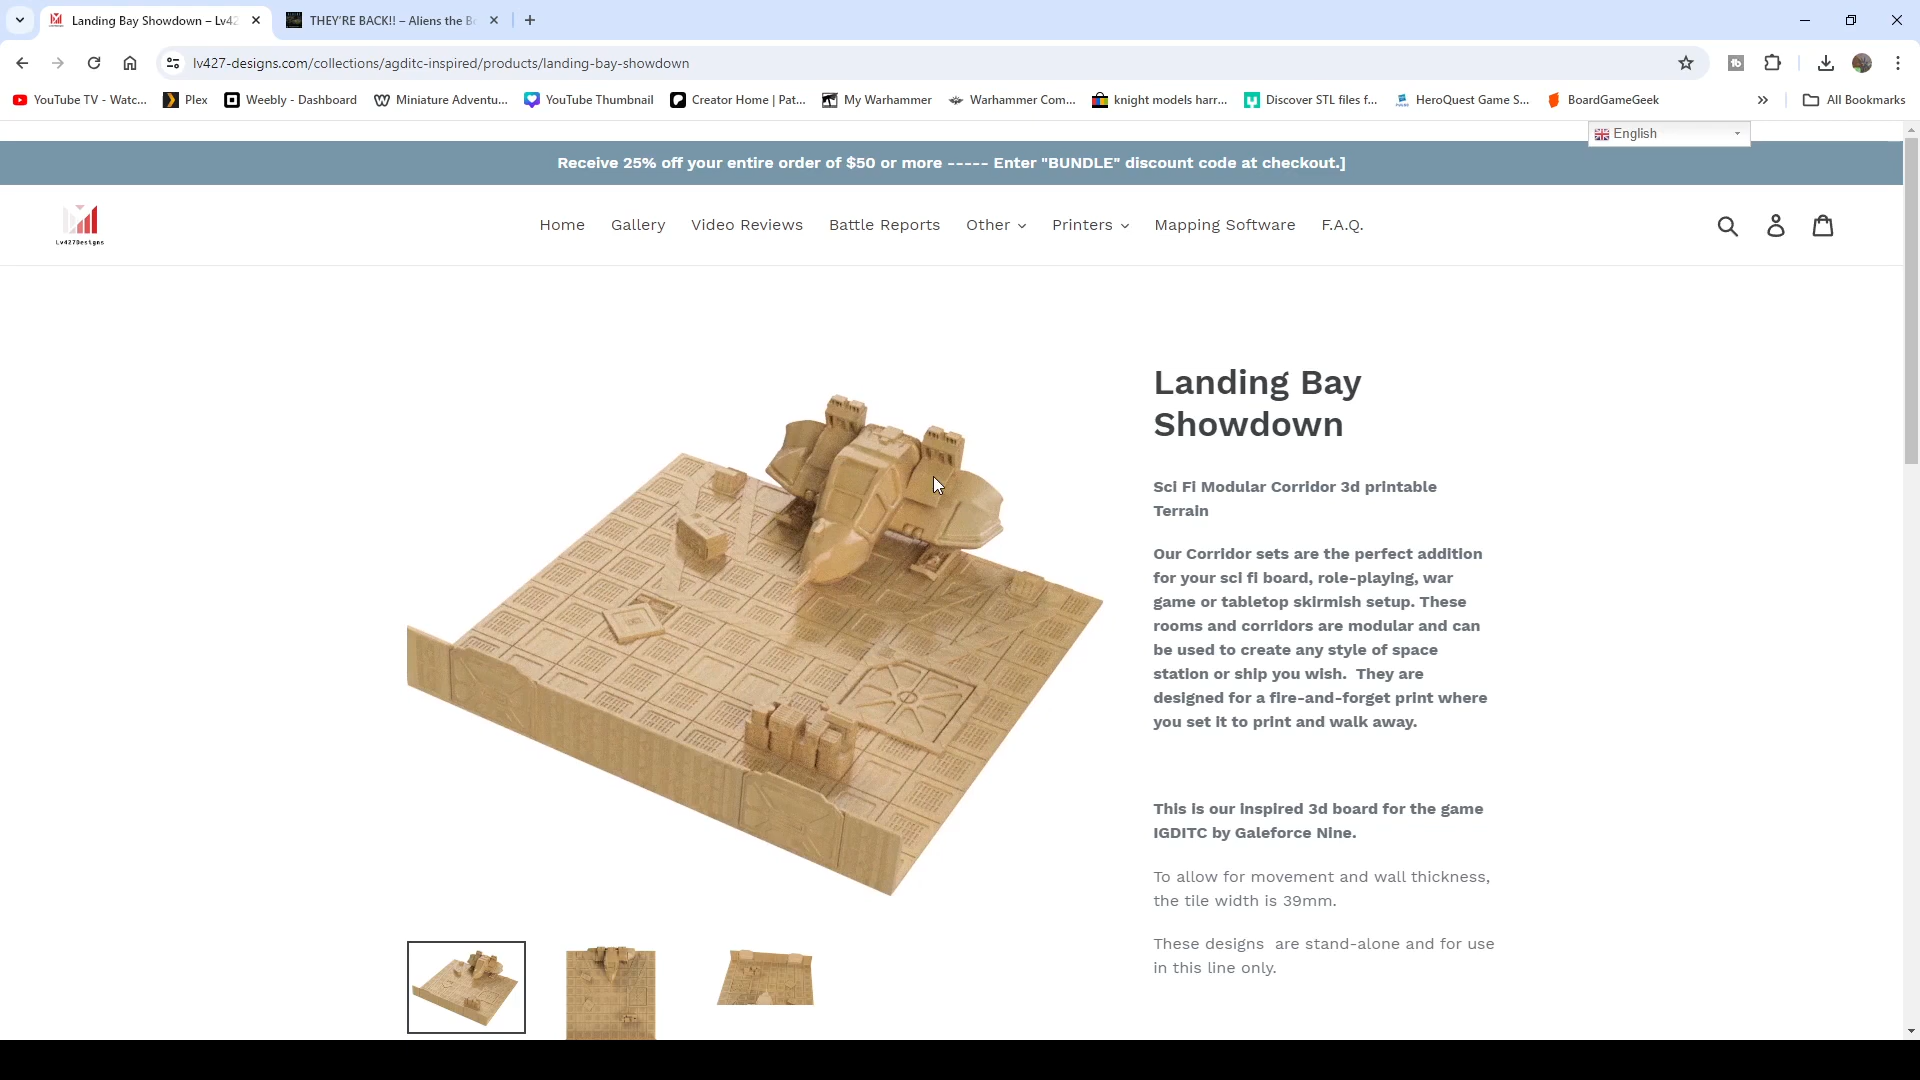 Landing Bay Showdown – Lv42
THEY'RE BACK!! – Aliens the B
lv427-designs.com/collections/agditc-inspired/products/landing-bay-showdown
YouTube TV - Watc...
Plex
Weebly - Dashboard
Miniature Adventu...
YouTube Thumbnail
Creator Home | Pat...
My Warhammer
Warhammer Com...
knight models harr...
Discover STL files f...
HeroQuest Game S...
BoardGameGeek
All Bookmarks
English
Receive 25% off your entire order of $50 or more ----- Enter "BUNDLE" discount code at checkout.]
Lv427Designs
Home
Gallery
Video Reviews
Battle Reports
Other
Printers
Mapping Software
F.A.Q.
Landing Bay
Showdown
Sci Fi Modular Corridor 3d printable
Terrain
Our Corridor sets are the perfect addition
for your sci fi board, role-playing, war
game or tabletop skirmish setup. These
rooms and corridors are modular and can
be used to create any style of space
station or ship you wish.  They are
designed for a fire-and-forget print where
you set it to print and walk away.
This is our inspired 3d board for the game
IGDITC by Galeforce Nine.
To allow for movement and wall thickness,
the tile width is 39mm.
These designs  are stand-alone and for use
in this line only.